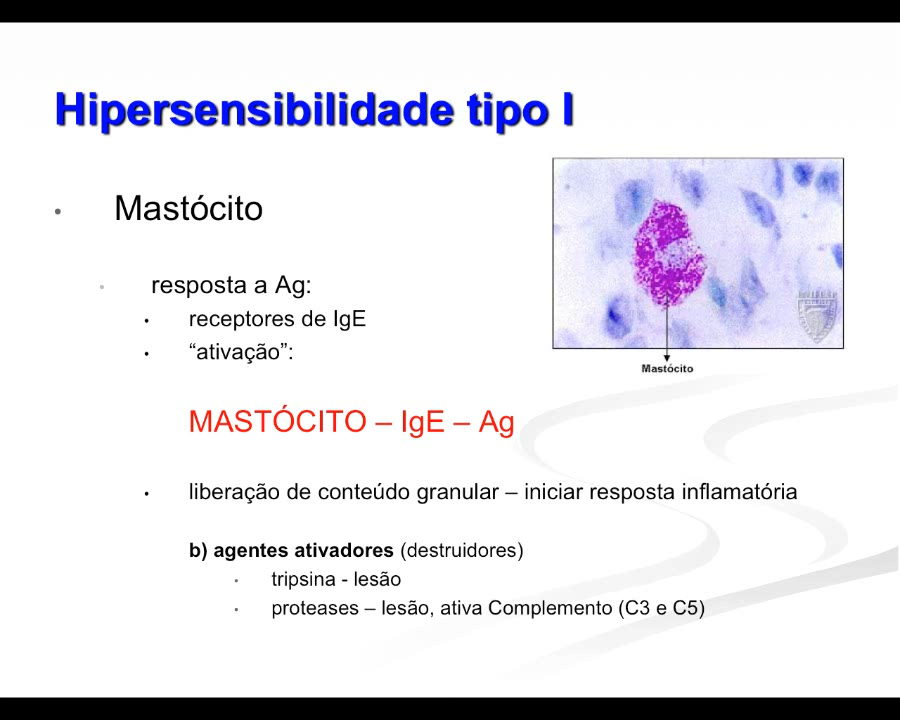 Hipersensibilidade tipo I
• Mastócito
• resposta a Ag:
• receptores de IgE
• “ativação”:
Mastócito
MASTÓCITO – IgE – Ag
• liberação de conteúdo granular – iniciar resposta inflamatória
b) agentes ativadores (destruidores)
• tripsina - lesão
• proteases – lesão, ativa Complemento (C3 e C5)